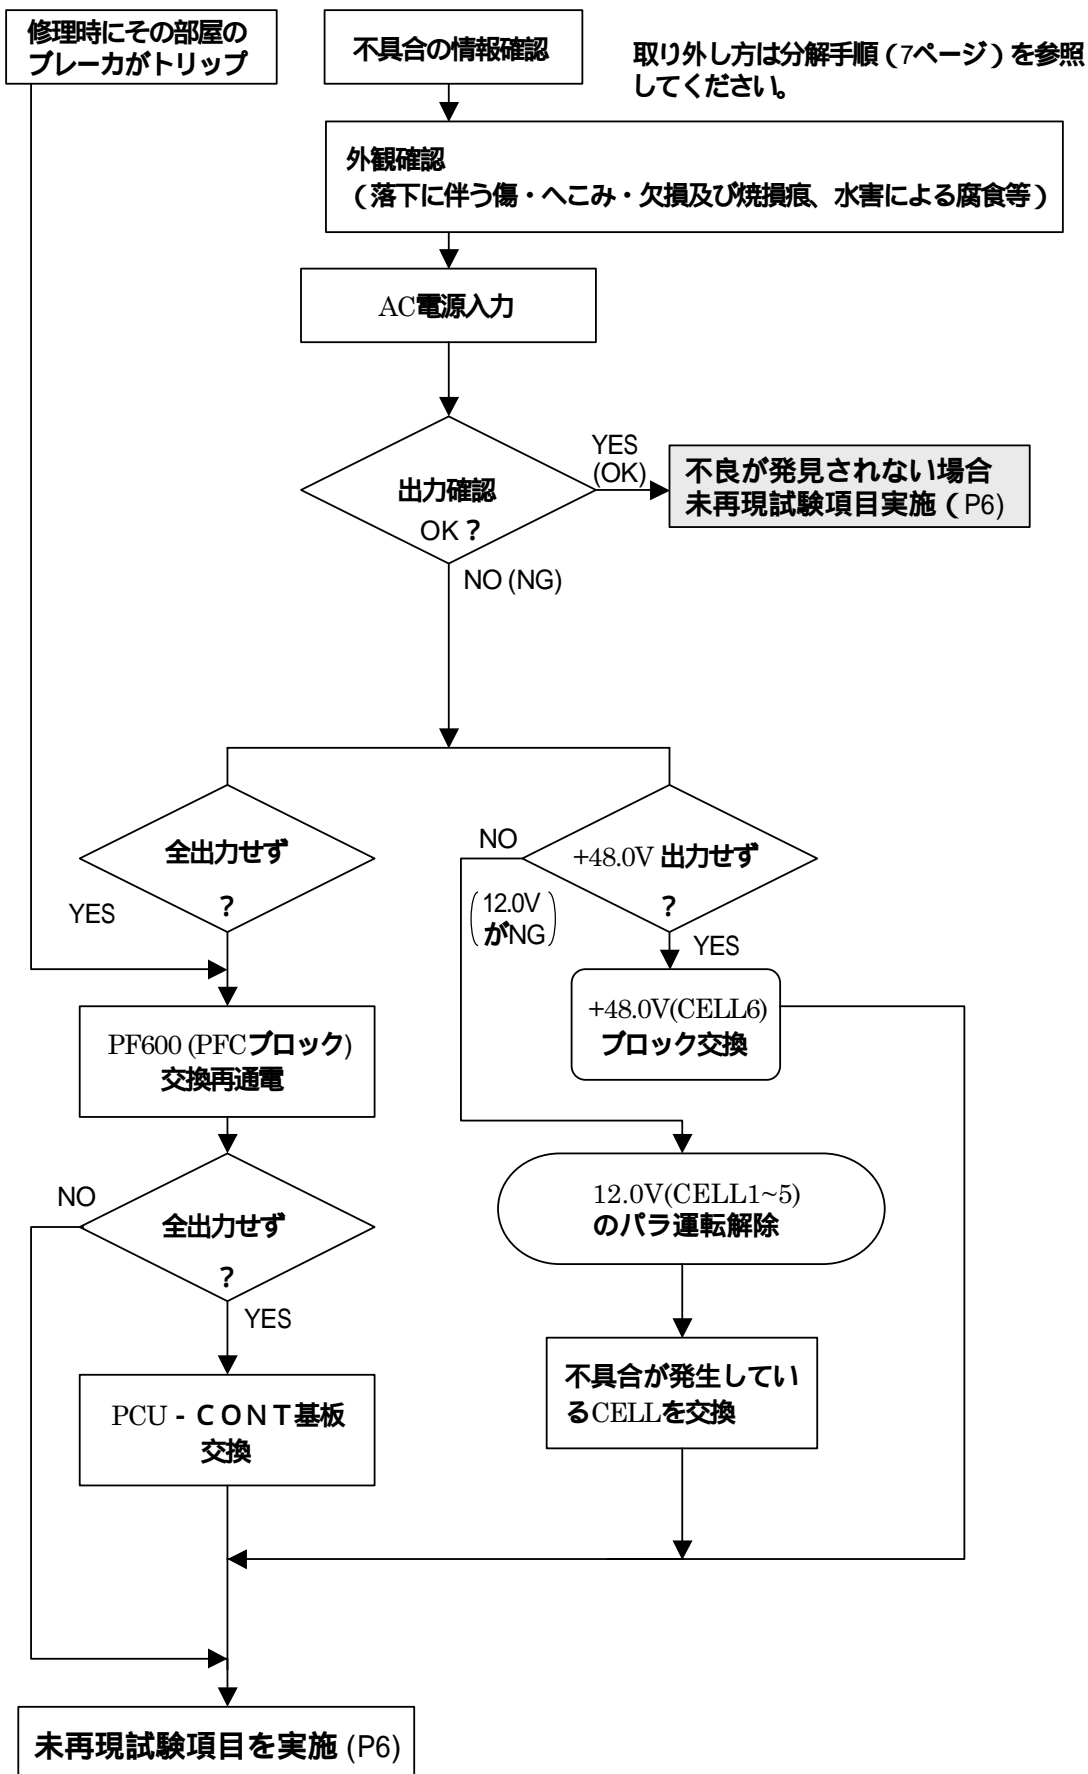 修理時にその部屋の
ブレーカがトリップ
不具合の情報確認
取り外し方は分解手順(7ページ)を参照
してください。
外観確認
(落下に伴う傷・へこみ・欠損及び焼損痕、水害による腐食等)
AC電源入力
出力確認
OK?
YES
(OK)
不良が発見されない場合
未再現試験項目実施(P6)
NO (NG)
全出力せず
?
YES
+48.0V 出力せず
?
NO
(12.0V
がNG)
YES
+48.0V(CELL6)
ブロック交換
PF600 (PFCブロック)
交換再通電
12.0V(CELL1~5)
のパラ運転解除
全出力せず
?
NO
YES
不具合が発生してい
るCELLを交換
PCU-CONT基板
交換
未再現試験項目を実施 (P6)